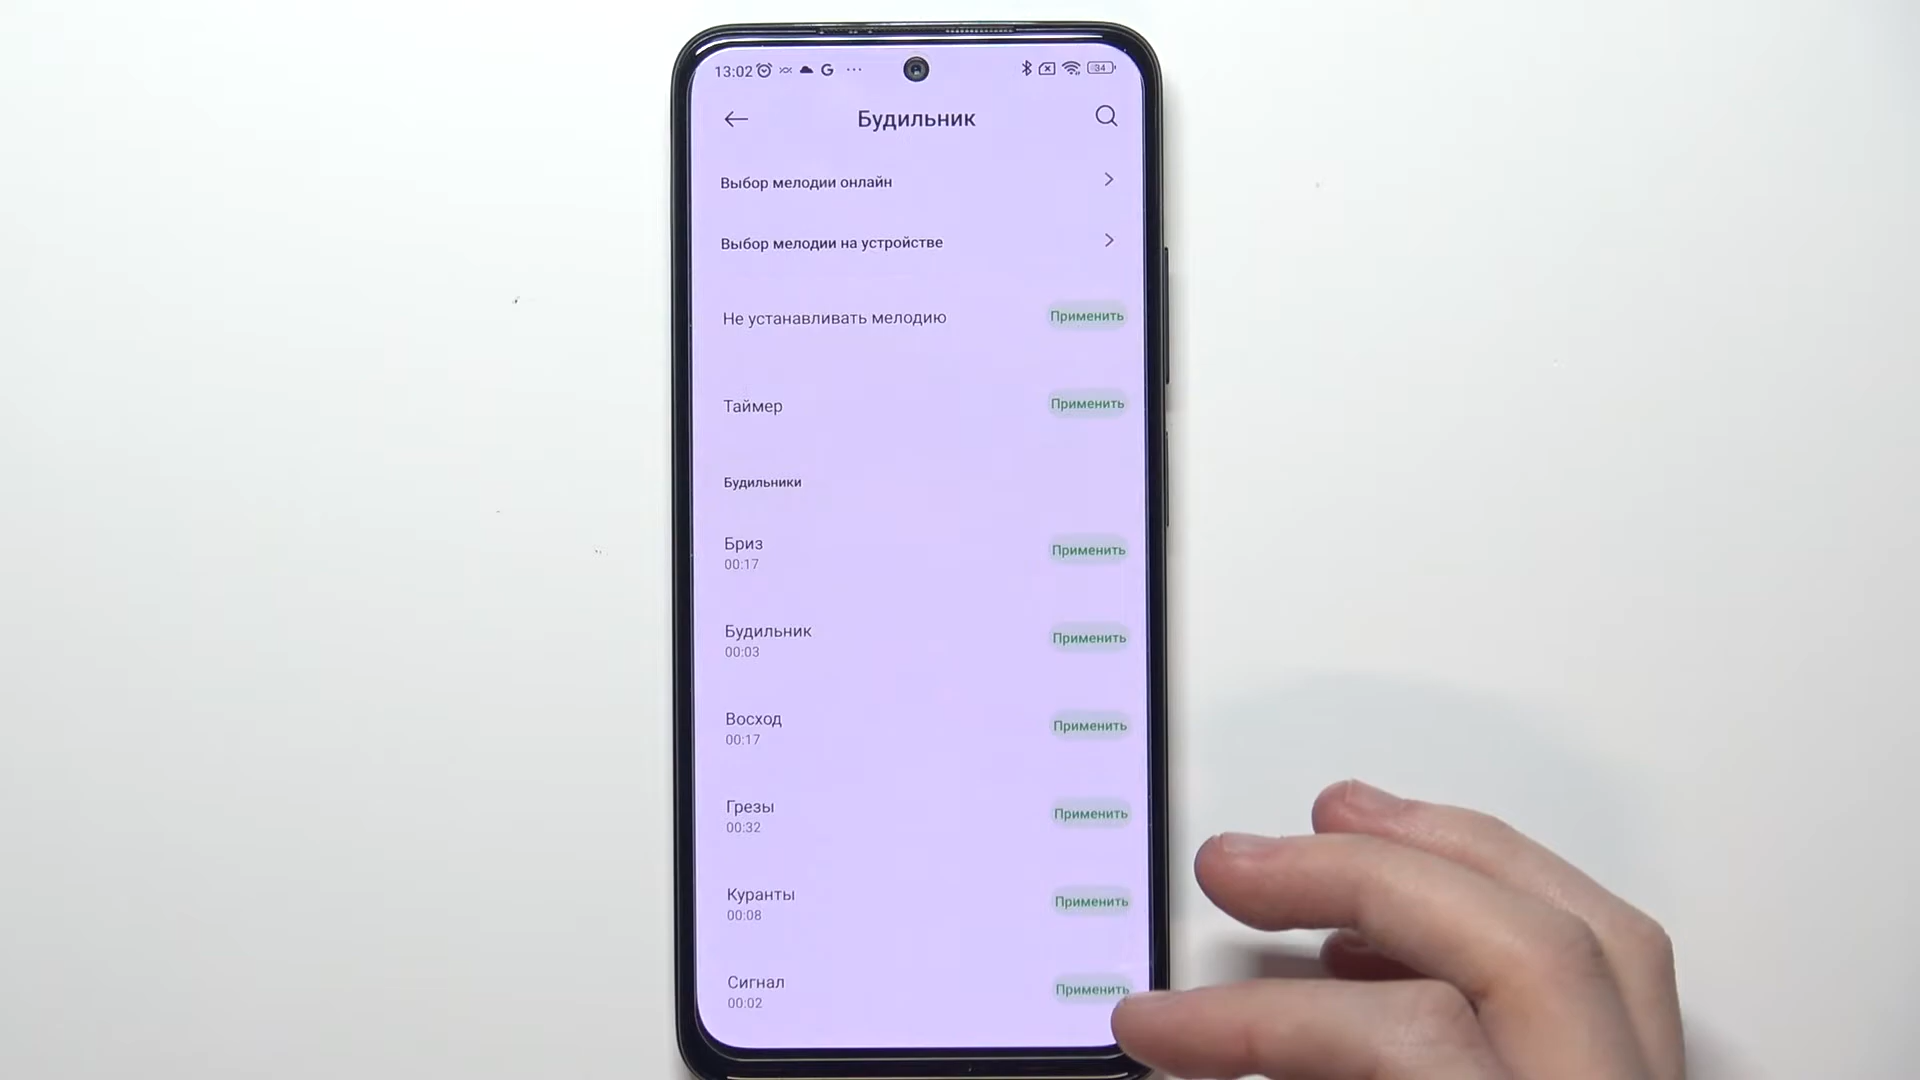 13:02 G ... 34
Будильник
Выбор мелодии онлайн
Выбор мелодии на устройстве
Не устанавливать мелодию Применить
Таймер Применить
Будильники
Бриз
00:17 Применить
Будильник
00:03 Применить
Восход
00:17 Применить
Грезы
00:32 Применить
Куранты
00:08 Применить
Сигнал
00:02 Применить